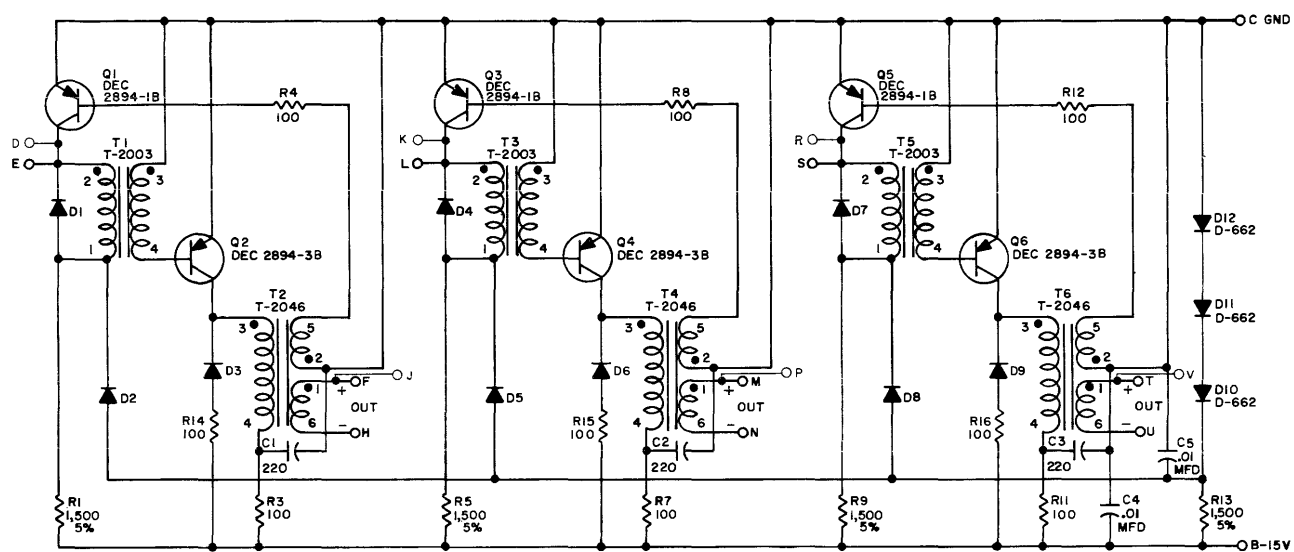 C GND
Q1
DEC
2894-1B
R4
100
Q3
DEC
2894-1B
R8
100
Q5
DEC
2894-1B
R12
100
D
E
T1
T-2003
2
3
1
4
D1
Q2
DEC 2894-3B
K
L
T3
T-2003
2
3
1
4
D4
Q4
DEC 2894-3B
R
S
T5
T-2003
2
3
1
4
D7
Q6
DEC 2894-3B
D12
D-662
D11
D-662
D10
D-662
T2
T-2046
3
5
2
1
4
6
D3
R14
100
D2
+
F
J
OUT
-
H
C1
220
T4
T-2046
3
5
2
1
4
6
D6
R15
100
D5
+
M
P
OUT
-
N
C2
220
T6
T-2046
3
5
2
1
4
6
D9
R16
100
D8
+
T
V
OUT
-
U
C3
220
C5
.01
MFD
R1
1,500
5%
R3
100
R5
1,500
5%
R7
100
R9
1,500
5%
R11
100
C4
.01
MFD
R13
1,500
5%
B-15V